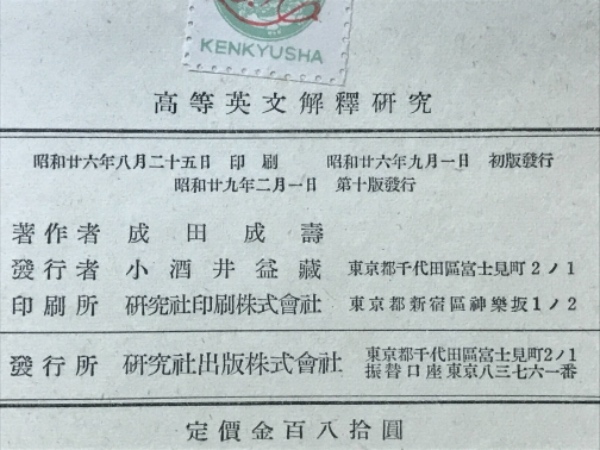 KENKYUSHA
高等英文解釋硏究
昭和廿六年八月二十五日 印刷 昭和廿六年九月一日 初版發行
昭和廿九年二月一日 第十版發行
著作者 成田成壽
發行者 小酒井益藏 東京都千代田區富士見町2ノ1
印刷所 硏究社印刷株式會社 東京都新宿區神樂坂1ノ2
發行所 硏究社出版株式會社 東京都千代田區富士見町2ノ1
振替口座東京八三七六一番
定價金百八拾圓